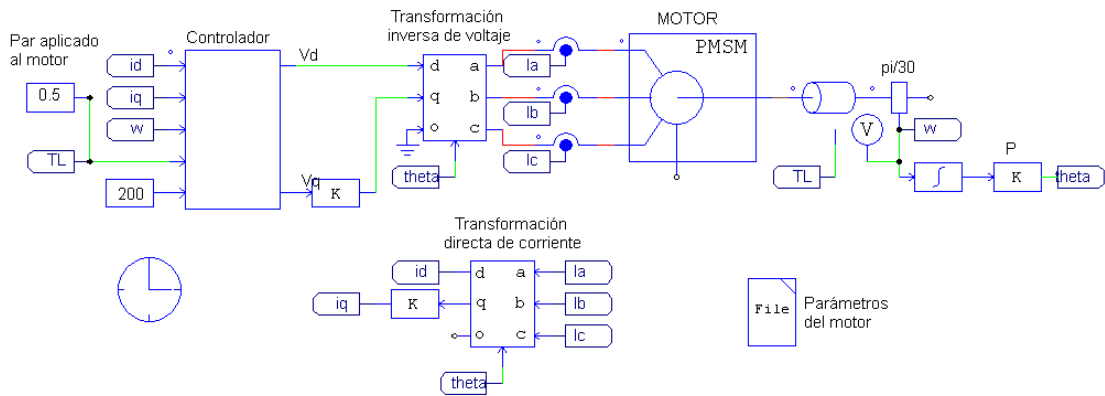 Par aplicado
al motor
0.5
TL
200
id
iq
w
Controlador
Vd
Vq
K
Transformación
inversa de voltaje
d
q
o
a
b
c
theta
Ia
Ib
Ic
MOTOR
PMSM
TL
V
pi/30
w
∫
P
K
theta
Transformación
directa de corriente
id
iq
K
d
q
o
a
b
c
Ia
Ib
Ic
theta
File
Parámetros
del motor